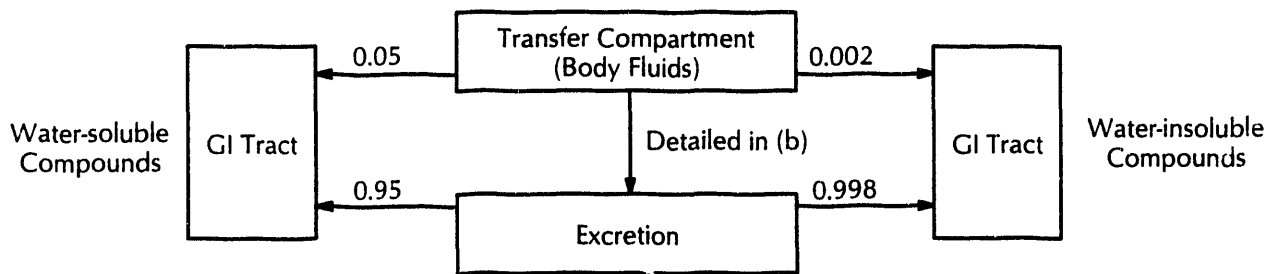 Transfer Compartment
(Body Fluids)
0.05
0.002
Water-soluble
Compounds
GI Tract
Detailed in (b)
GI Tract
Water-insoluble
Compounds
0.95
0.998
Excretion